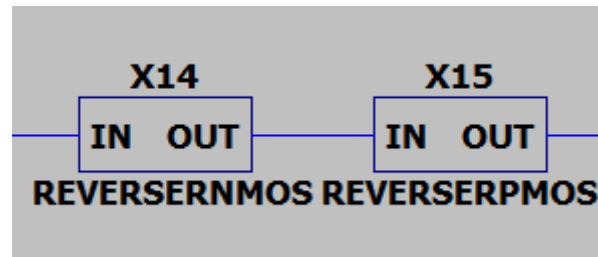 X14 X15
IN OUT IN OUT
REVERSERNMOS REVERSERPMOS